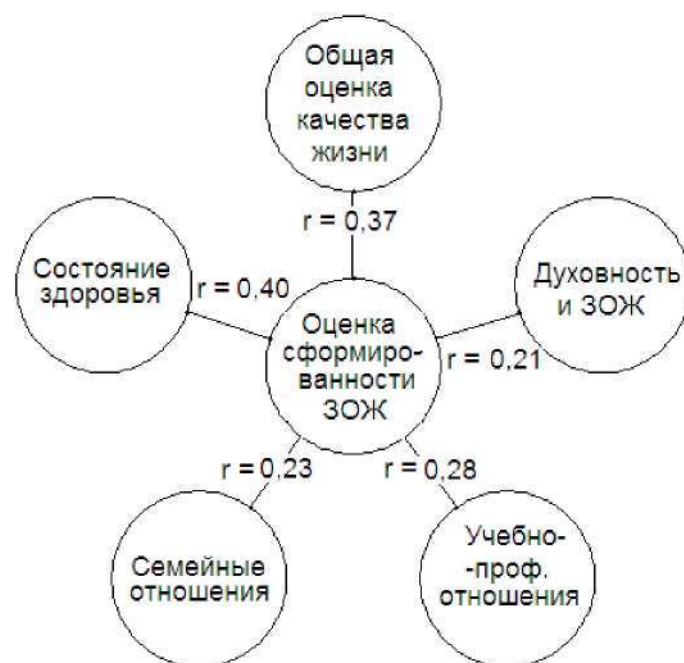 Общая
оценка
качества
жизни
r = 0,37
Состояние
здоровья
r = 0,40
Духовность
и ЗОЖ
r = 0,21
Оценка
сформиро-
ванности
ЗОЖ
r = 0,23
r = 0,28
Семейные
отношения
Учебно-
-проф.
отношения